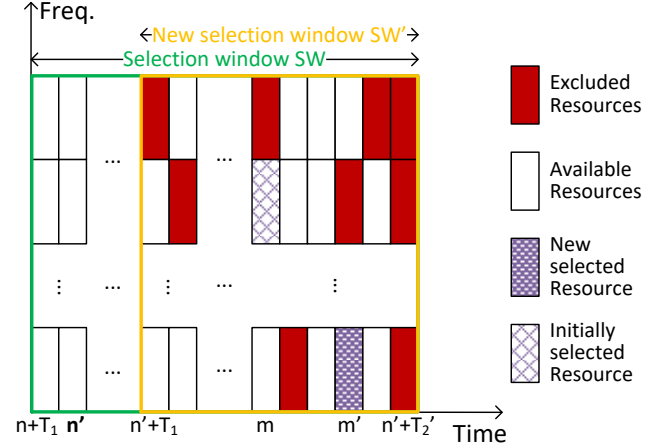 Freq.
New selection window SW'
Selection window SW
Excluded
Resources
...
...
Available
Resources
New
selected
Resource
⋮ ... ⋮ ... ⋮
Initially
selected
Resource
...
...
n+T₁ n' n'+T₁ m m' n'+T₂'
Time